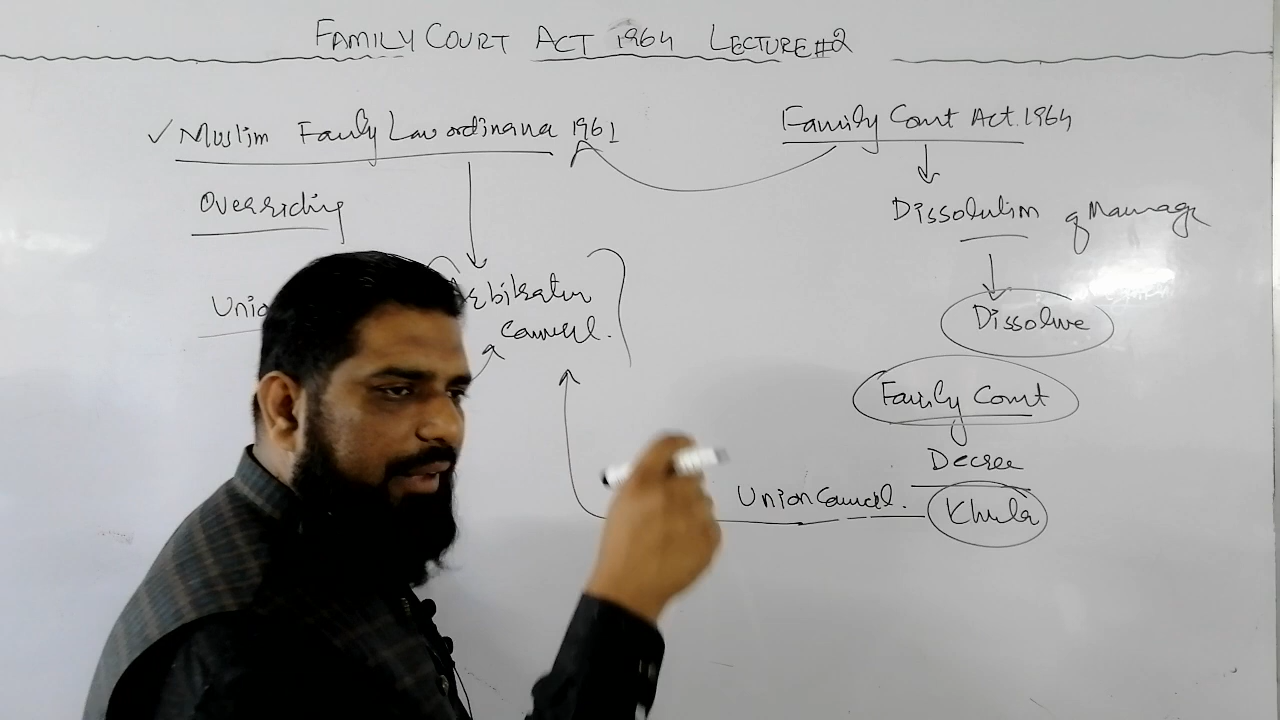 FAMILY COURT ACT 1964 LECTURE #2
✓ Muslim Family Law ordinance 1961
Family Court Act. 1964
Overriding
Dissolution of Marriage
Arbitration
Council.
Dissolve
Family Court
Decree
Union Council.
Khula